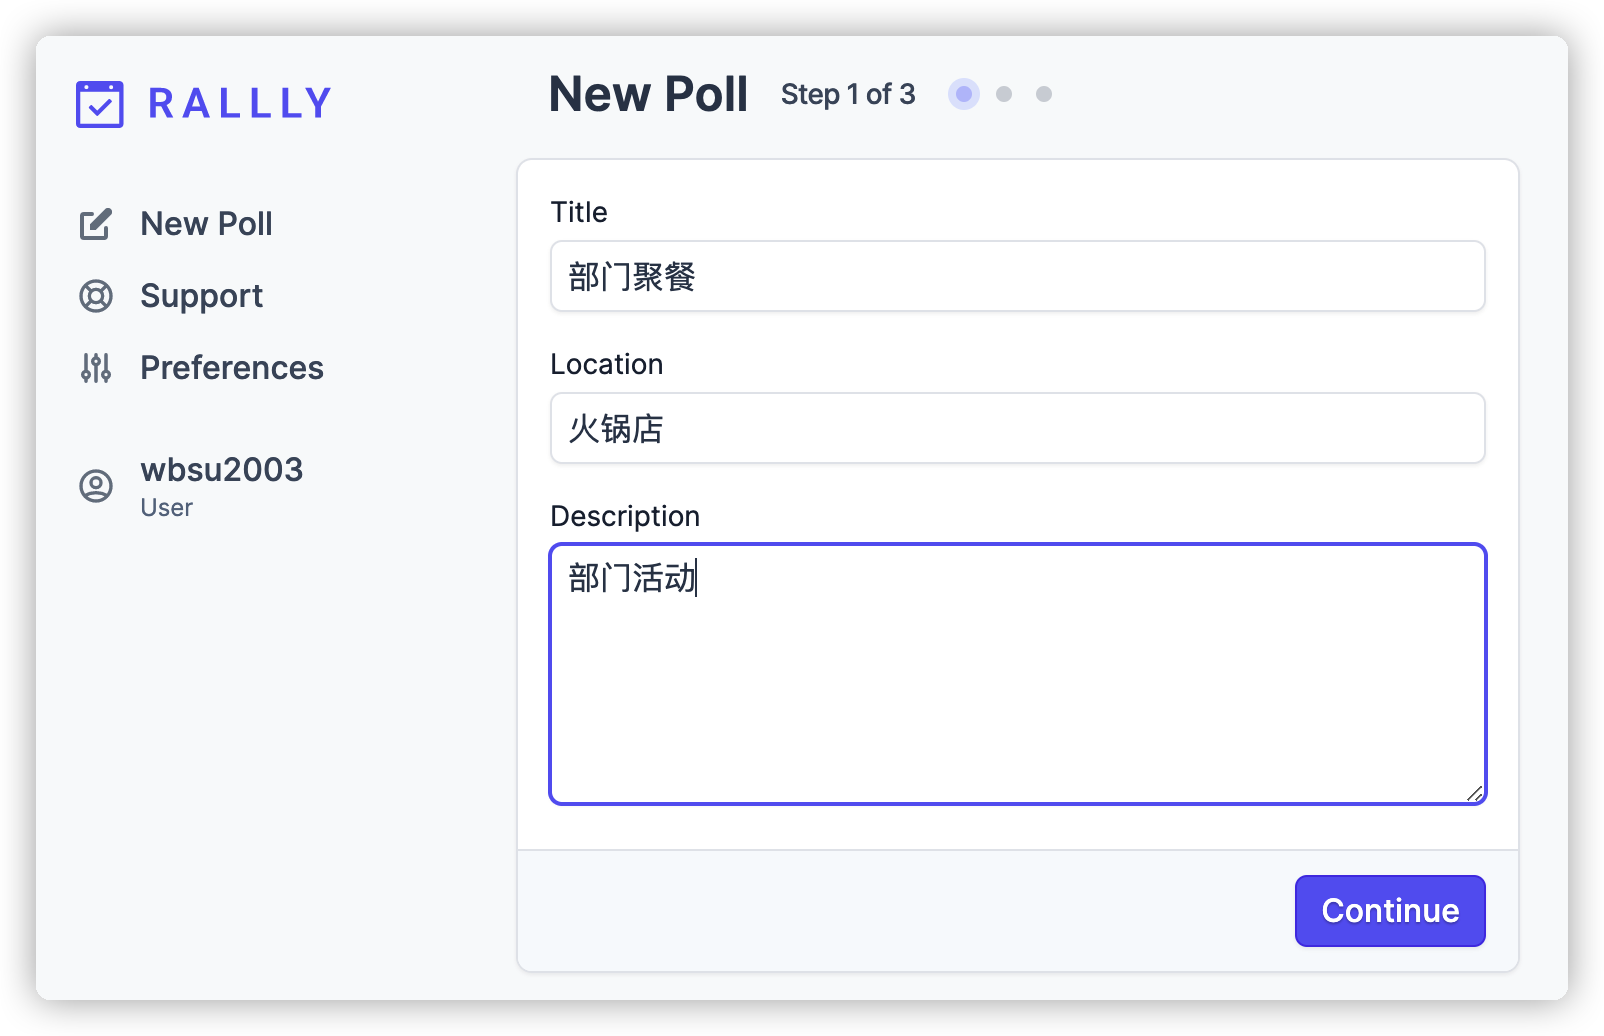 RALLLY
New Poll
Support
Preferences
wbsu2003
User
New Poll Step 1 of 3
Title
部门聚餐
Location
火锅店
Description
部门活动
Continue